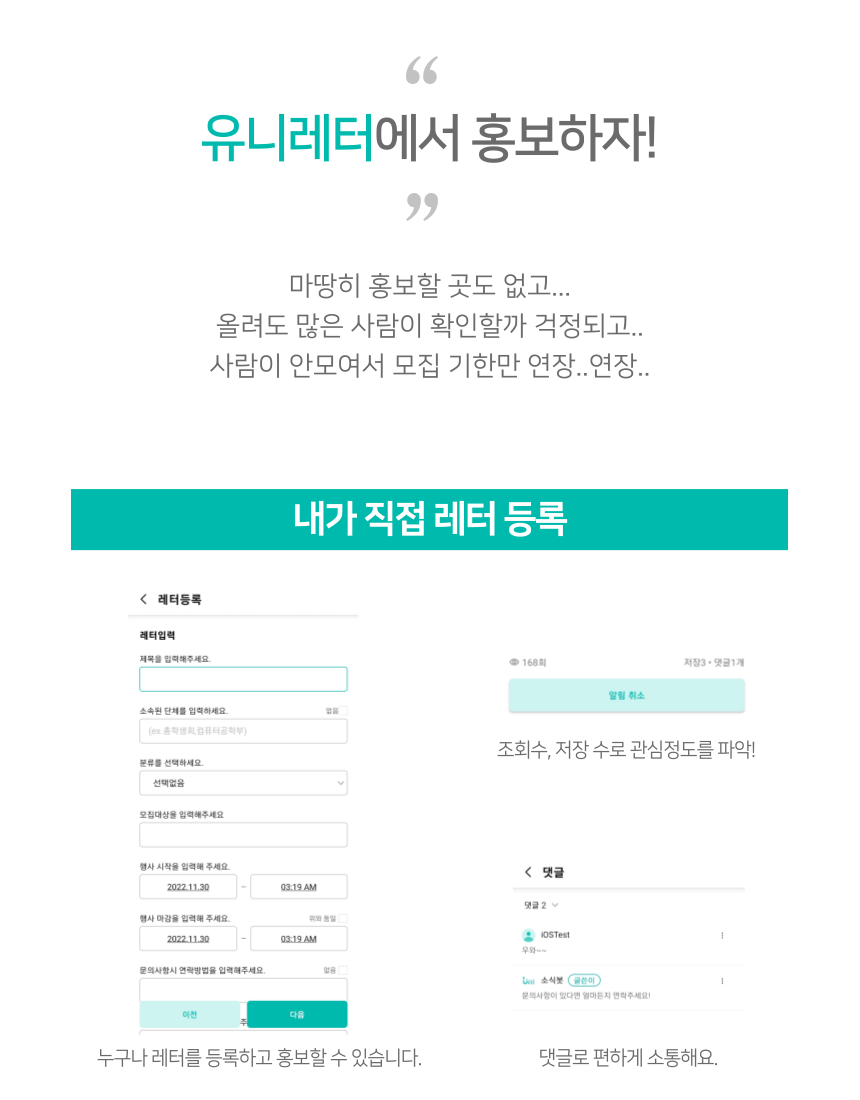 “
유니레터에서 홍보하자!
”
마땅히 홍보할 곳도 없고...
올려도 많은 사람이 확인할까 걱정되고..
사람이 안모여서 모집 기한만 연장..연장..
내가 직접 레터 등록
레터등록
레터입력
제목을 입력해주세요.
소속된 단체를 입력하세요. 없음
(ex.총학생회,컴퓨터공학부)
분류를 선택하세요.
선택없음
모집대상을 입력해주세요
행사 시작을 입력해 주세요.
2022.11.30 ~ 03:19 AM
행사 마감을 입력해 주세요. 위와 동일
2022.11.30 ~ 03:19 AM
문의사항시 연락방법을 입력해주세요. 없음
이전 주 다음
누구나 레터를 등록하고 홍보할 수 있습니다.
168회 저장3 • 댓글1개
알림 취소
조회수, 저장 수로 관심정도를 파악!
댓글
댓글 2
iOSTest
우와~~
소식봇 글쓴이
문의사항이 있다면 얼마든지 연락주세요!
댓글로 편하게 소통해요.